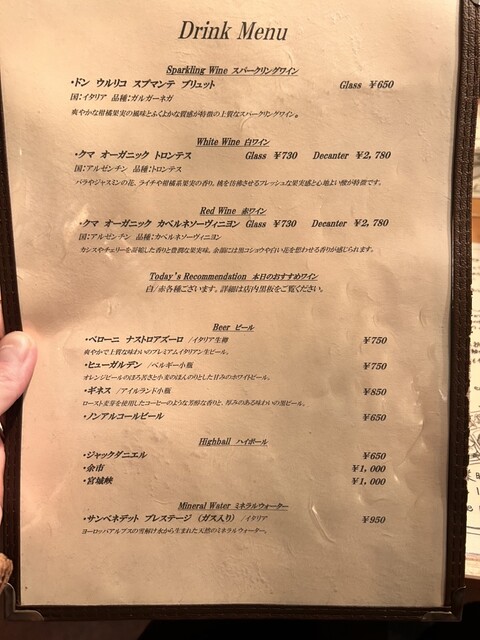 Drink Menu
Sparkling Wine スパークリングワイン
・ドン ウルリコ スプマンテ ブリュット Glass ¥650
国:イタリア 品種:ガルガーネガ
爽やかな柑橘果実の風味とふくよかな質感が特徴の上質なスパークリングワイン。
White Wine 白ワイン
・クマ オーガニック トロンテス Glass ¥730 Decanter ¥2,780
国:アルゼンチン 品種:トロンテス
バラやジャスミンの花、ライチや柑橘系果実の香り、桃を彷彿させるフレッシュな果実感と心地よい酸が特徴です。
Red Wine 赤ワイン
・クマ オーガニック カベルネソーヴィニヨン Glass ¥730 Decanter ¥2,780
国:アルゼンチン 品種:カベルネソーヴィニヨン
カシスやチェリーを凝縮した香りと豊潤な果実味。余韻には黒コショウや白い花を思わせる香りが感じられます。
Today's Recommendation 本日のおすすめワイン
白/赤各種ございます。詳細は店内黒板をご覧ください。
Beer ビール
・ペローニ ナストロアズーロ /イタリア生樽 ¥750
爽やかで上質な味わいのプレミアムイタリアン生ビール。
・ヒューガルデン /ベルギー小瓶 ¥750
オレンジピールのほろ苦さと小麦のほんのりとした甘みのホワイトビール。
・ギネス /アイルランド小瓶 ¥850
ロースト麦芽を使用したコーヒーのような芳醇な香りと、厚みのある味わいの黒ビール。
・ノンアルコールビール ¥650
Highball ハイボール
・ジャックダニエル ¥650
・余市 ¥1,000
・宮城峡 ¥1,000
Mineral Water ミネラルウォーター
・サンベネデット プレステージ (ガス入り) /イタリア ¥950
ヨーロッパアルプスの雪解け水から生まれた天然のミネラルウォーター。